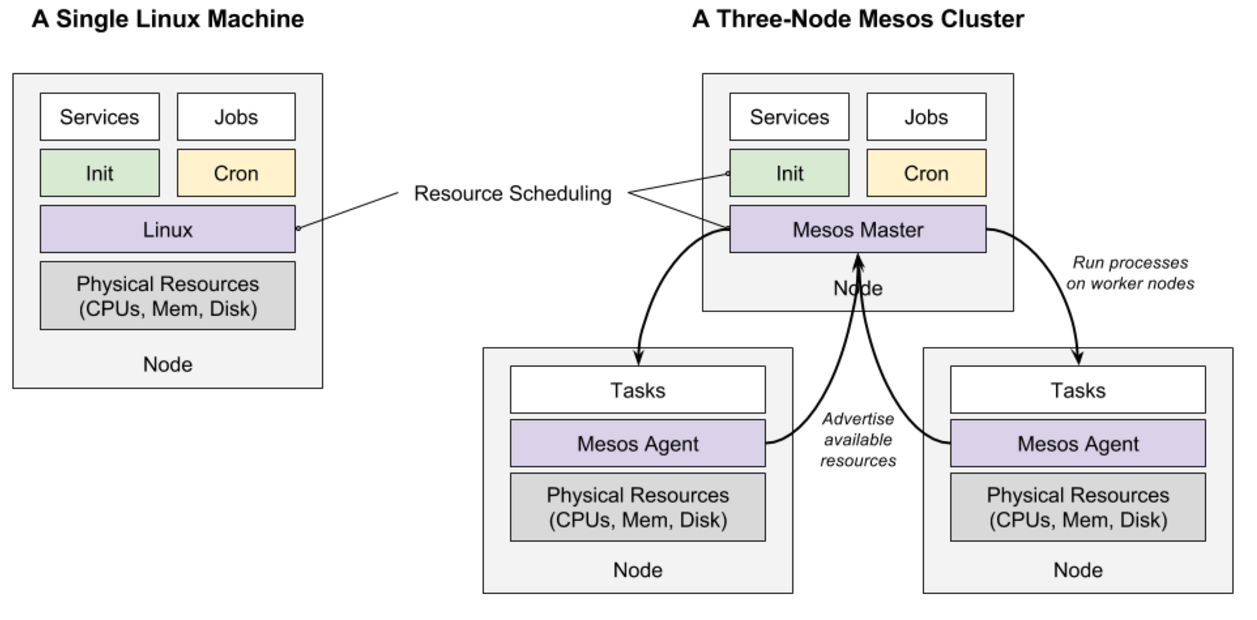 A Single Linux Machine
Services
Jobs
Init
Cron
Linux
Physical Resources
(CPUs, Mem, Disk)
Node
Resource Scheduling
A Three-Node Mesos Cluster
Services
Jobs
Init
Cron
Mesos Master
Node
Run processes
on worker nodes
Tasks
Mesos Agent
Physical Resources
(CPUs, Mem, Disk)
Node
Advertise
available
resources
Tasks
Mesos Agent
Physical Resources
(CPUs, Mem, Disk)
Node